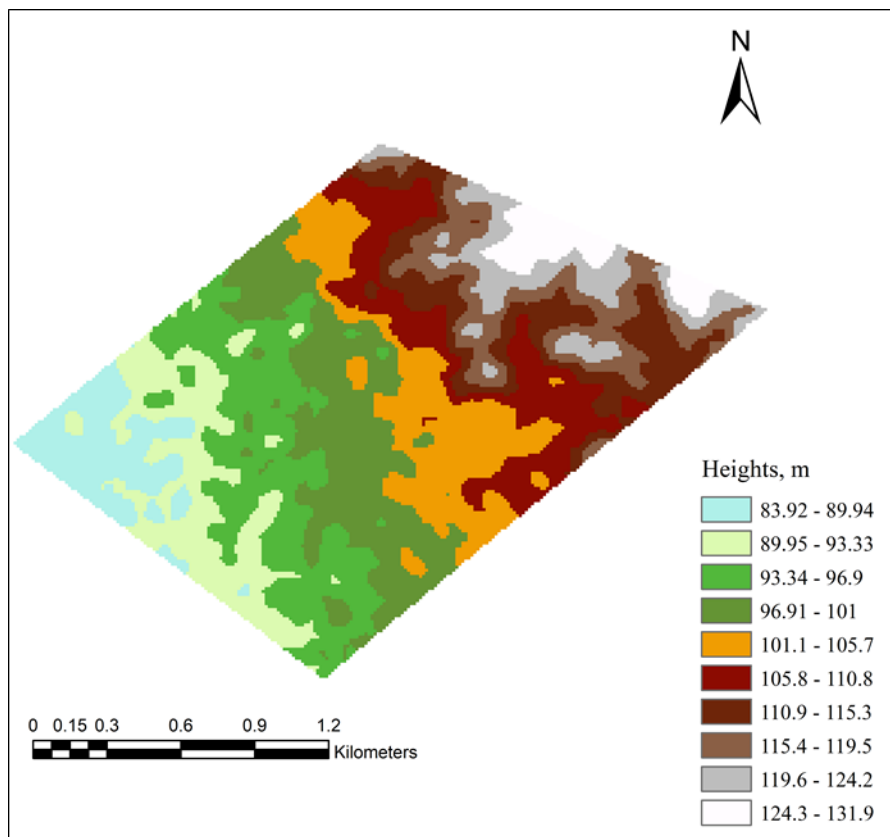 N
Heights, m
83.92 - 89.94
89.95 - 93.33
93.34 - 96.9
96.91 - 101
101.1 - 105.7
105.8 - 110.8
110.9 - 115.3
115.4 - 119.5
119.6 - 124.2
124.3 - 131.9
0 0.15 0.3 0.6 0.9 1.2
Kilometers